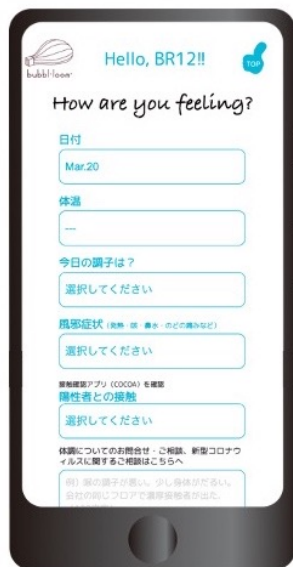 bubbl·loom
Hello, BR12!!
TOP
How are you feeling?
日付
Mar.20
体温
---
今日の調子は？
選択してください
風邪症状（発熱・咳・鼻水・のどの痛みなど）
選択してください
接触確認アプリ（COCOA）を確認
陽性者との接触
選択してください
体調についてのお問合せ・ご相談、新型コロナウ
ィルスに関するご相談はこちらへ
例）腸の調子が悪い。少し身体がだるい。
会社の同じフロアで濃厚接触者が出た。